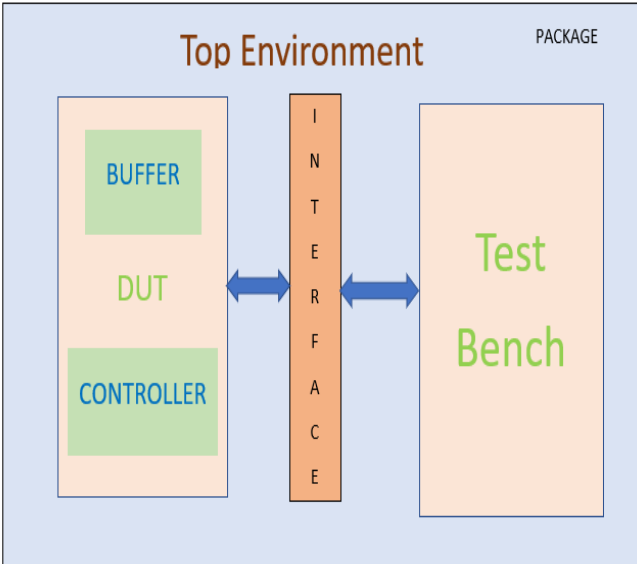 Top Environment
PACKAGE
BUFFER
DUT
CONTROLLER
I
N
T
E
R
F
A
C
E
Test
Bench